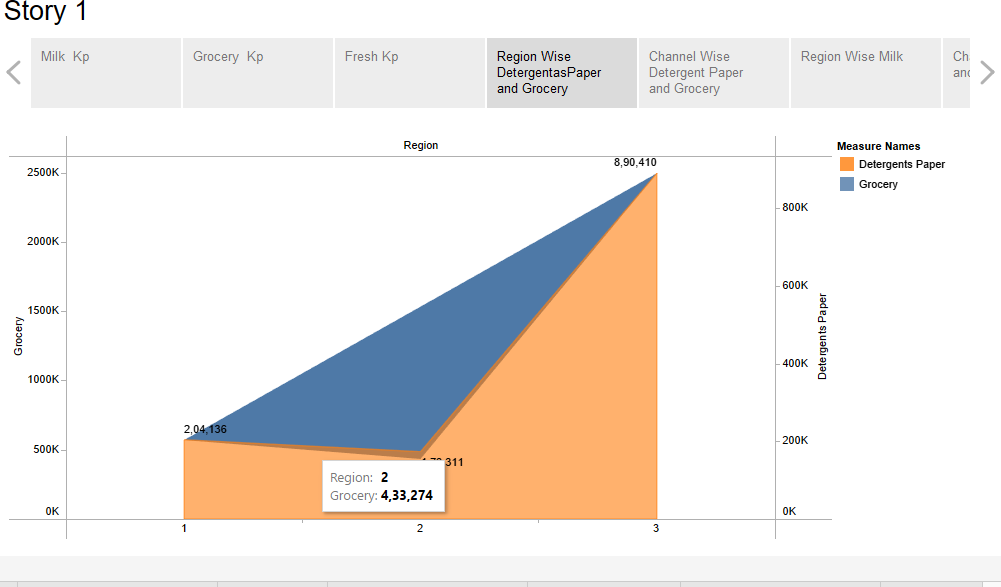 Story 1
Milk Kp
Grocery Kp
Fresh Kp
Region Wise
DetergentasPaper
and Grocery
Channel Wise
Detergent Paper
and Grocery
Region Wise Milk
Region
Measure Names
Detergents Paper
Grocery
2500K
2000K
1500K
1000K
500K
0K
Grocery
8,90,410
2,04,136
Region: 2
Grocery: 4,33,274
800K
600K
400K
200K
0K
Detergents Paper
1
2
3